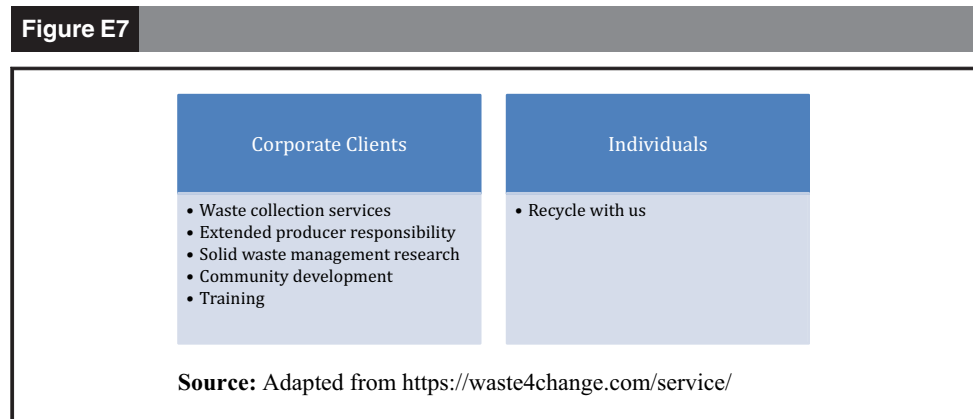 Figure E7
Corporate Clients
• Waste collection services
• Extended producer responsibility
• Solid waste management research
• Community development
• Training
Individuals
• Recycle with us
Source: Adapted from https://waste4change.com/service/